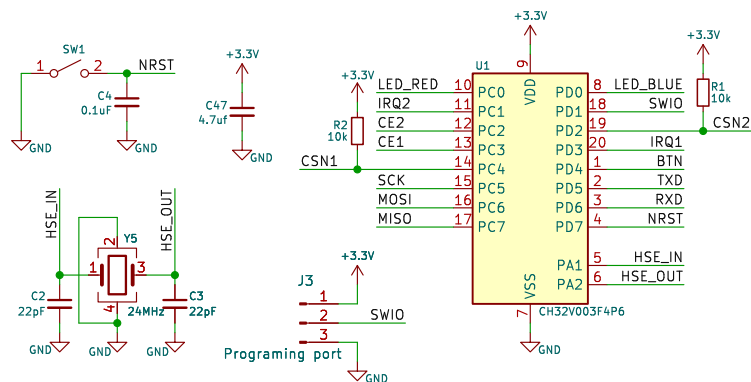 SW1
1
2
NRST
C4
0.1uF
GND
GND
+3.3V
C47
4.7uf
GND
+3.3V
R2
10k
CSN1
+3.3V
U1
9
VDD
LED_RED 10 PC0
IRQ2 11 PC1
CE2 12 PC2
CE1 13 PC3
14 PC4
SCK 15 PC5
MOSI 16 PC6
MISO 17 PC7
PD0 8 LED_BLUE
PD1 18 SWIO
PD2 19
PD3 20 IRQ1
PD4 1 BTN
PD5 2 TXD
PD6 3 RXD
PD7 4 NRST
PA1 5 HSE_IN
PA2 6 HSE_OUT
VSS
7
CH32V003F4P6
GND
+3.3V
R1
10k
CSN2
HSE_IN
HSE_OUT
Y5
2
1
3
4
24MHz
C2
22pF
C3
22pF
GND
GND
GND
J3
+3.3V
1
2
SWIO
3
Programing port
GND